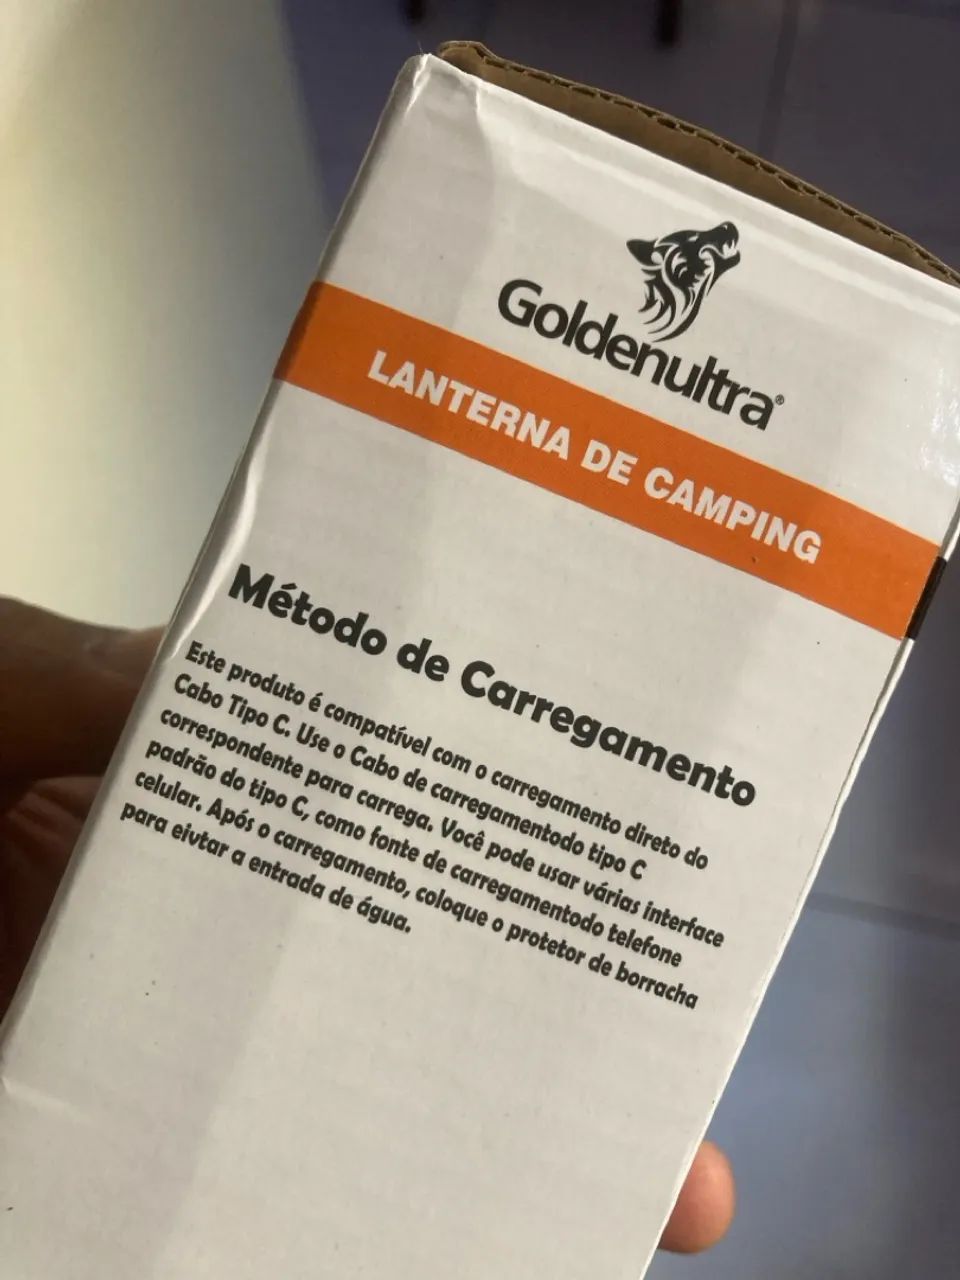 Goldenultra®
LANTERNA DE CAMPING
Método de Carregamento
Este produto é compatível com o carregamento direto do
Cabo Tipo C. Use o Cabo de carregamentodo tipo C
correspondente para carrega. Você pode usar várias interface
padrão do tipo C, como fonte de carregamentodo telefone
celular. Após o carregamento, coloque o protetor de borracha
para eivtar a entrada de água.